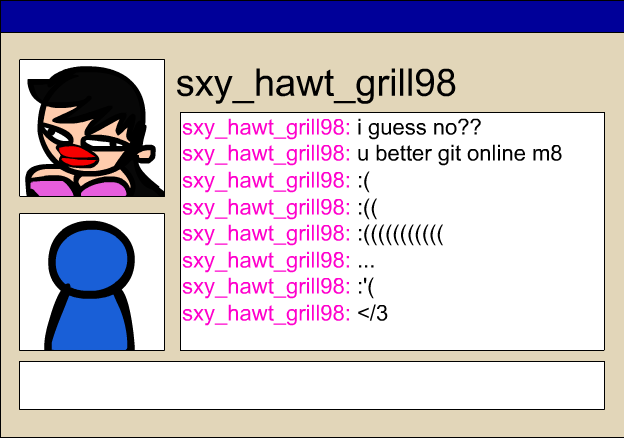 sxy_hawt_grill98
sxy_hawt_grill98: i guess no??
sxy_hawt_grill98: u better git online m8
sxy_hawt_grill98: :(
sxy_hawt_grill98: :((
sxy_hawt_grill98: :(((((((((((
sxy_hawt_grill98: ...
sxy_hawt_grill98: :'(
sxy_hawt_grill98: </3